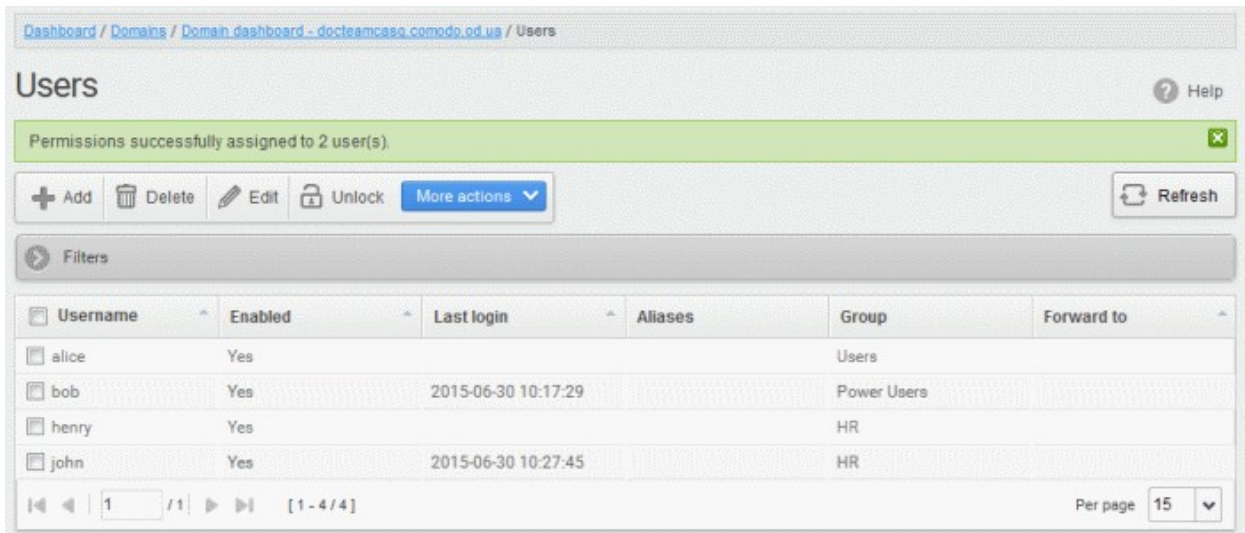 Dashboard / Domains / Domain dashboard - docteamcasg.comodo.od.ua / Users
Users
Help
Permissions successfully assigned to 2 user(s).
Add Delete Edit Unlock More actions Refresh
Filters
Username Enabled Last login Aliases Group Forward to
alice Yes Users
bob Yes 2015-06-30 10:17:29 Power Users
henry Yes HR
john Yes 2015-06-30 10:27:45 HR
1 / 1 [ 1 - 4 / 4 ] Per page 15